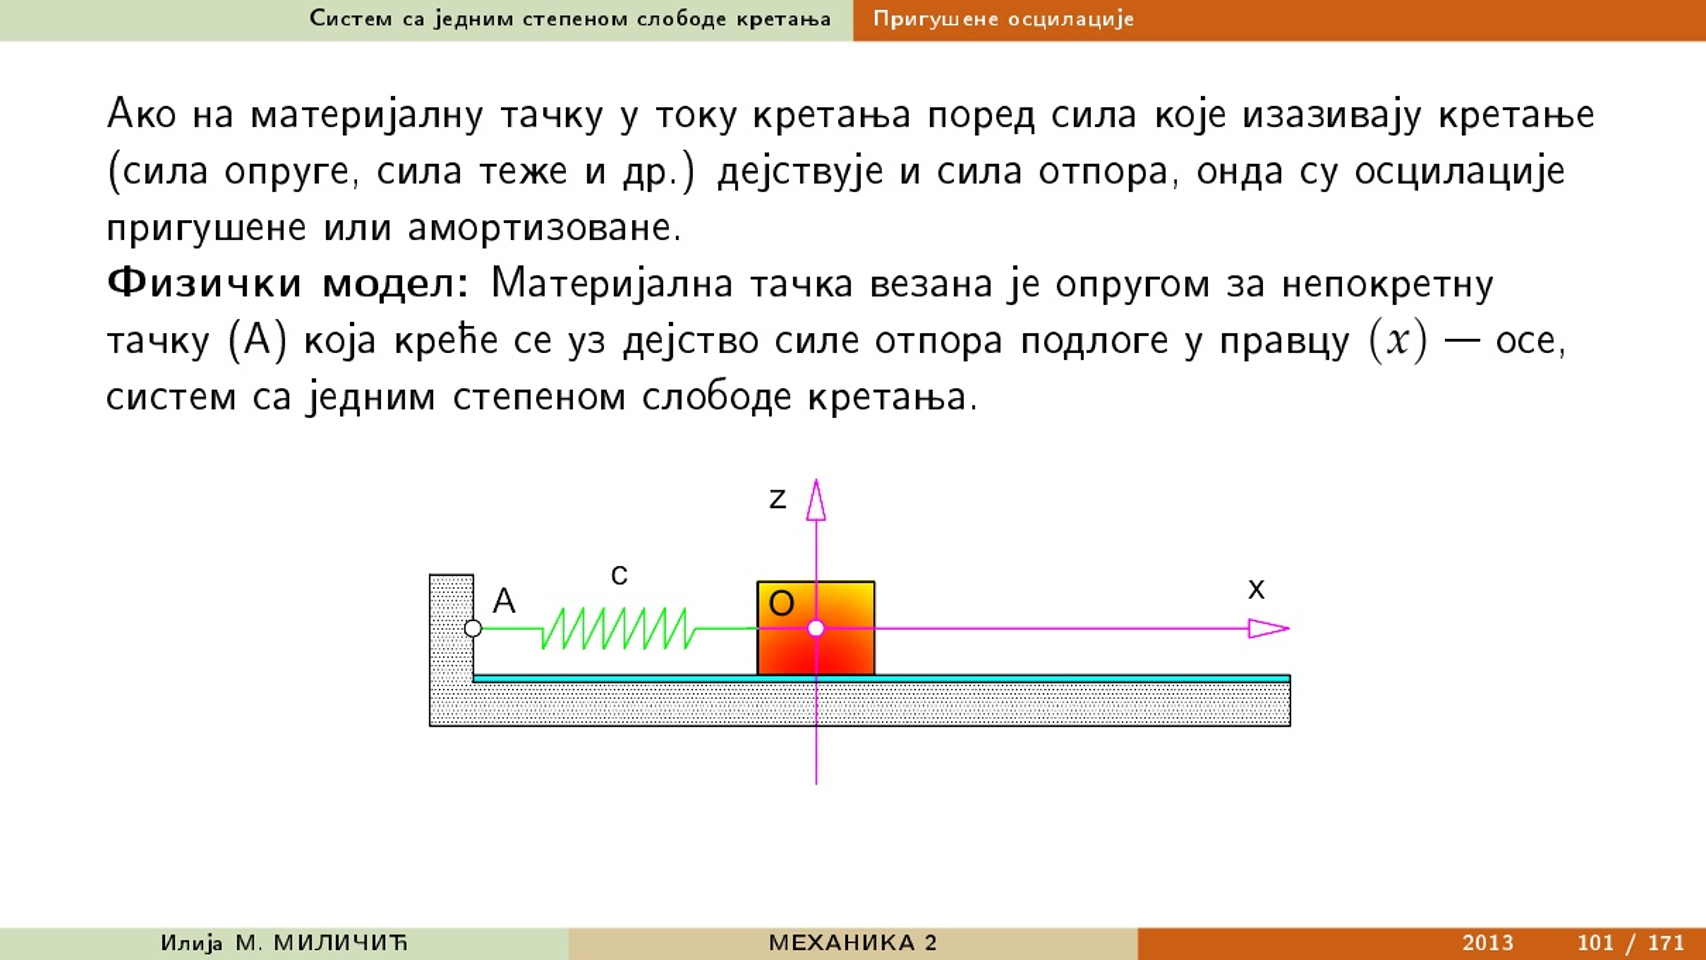 Систем са једним степеном слободе кретања
Пригушене осцилације
Ако на материјалну тачку у току кретања поред сила које изазивају кретање
(сила опруге, сила теже и др.) дејствује и сила отпора, онда су осцилације
пригушене или амортизоване.
Физички модел: Материјална тачка везана је опругом за непокретну
тачку (А) која креће се уз дејство силе отпора подлоге у правцу (x) — осе,
систем са једним степеном слободе кретања.
z
c
A
O
x
Илија М. МИЛИЧИЋ
МЕХАНИКА 2
2013
101 / 171